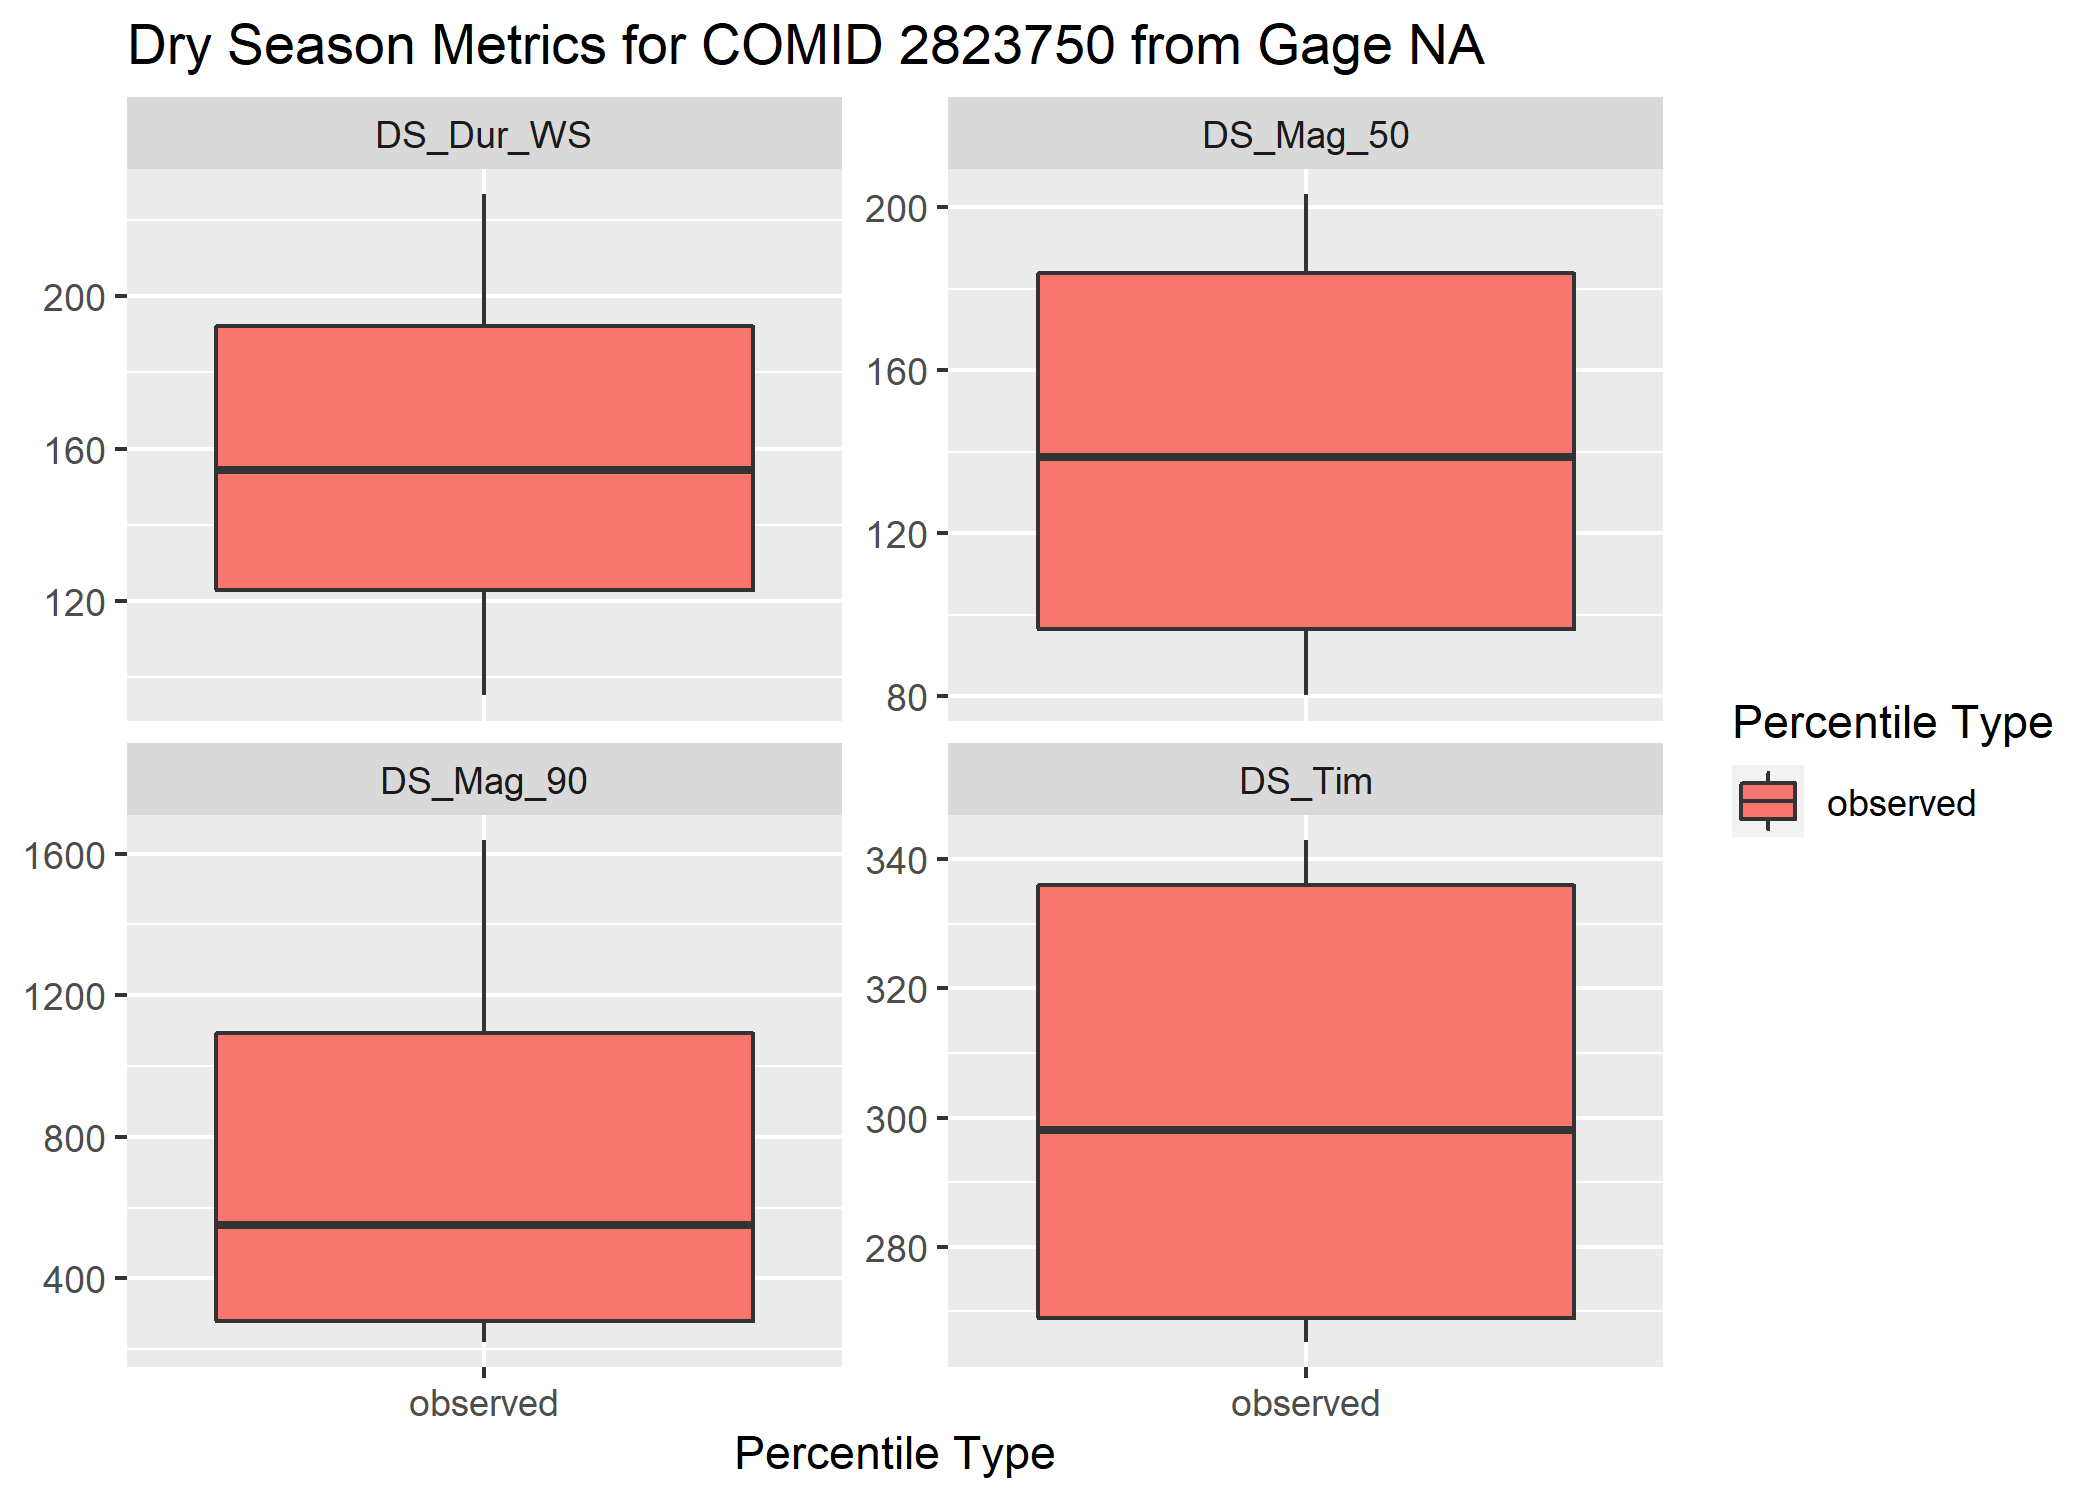 Dry Season Metrics for COMID 2823750 from Gage NA
DS_Dur_WS
DS_Mag_50
200
160
120
200
160
120
80
DS_Mag_90
DS_Tim
1600
1200
800
400
340
320
300
280
observed
observed
Percentile Type
Percentile Type
observed